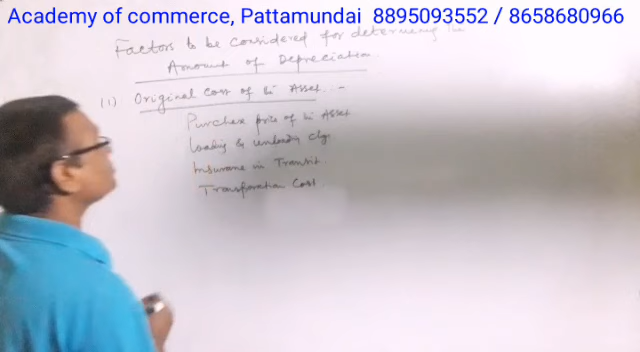 Academy of commerce, Pattamundai 8895093552 / 8658680966
Factors to be considered for determining
Amount of Depreciation.
(1) Original Cost of the Asset. -
Purchase price of the Asset
Loading & unloading chg.
Insurance in Transit.
Transportation Cost.